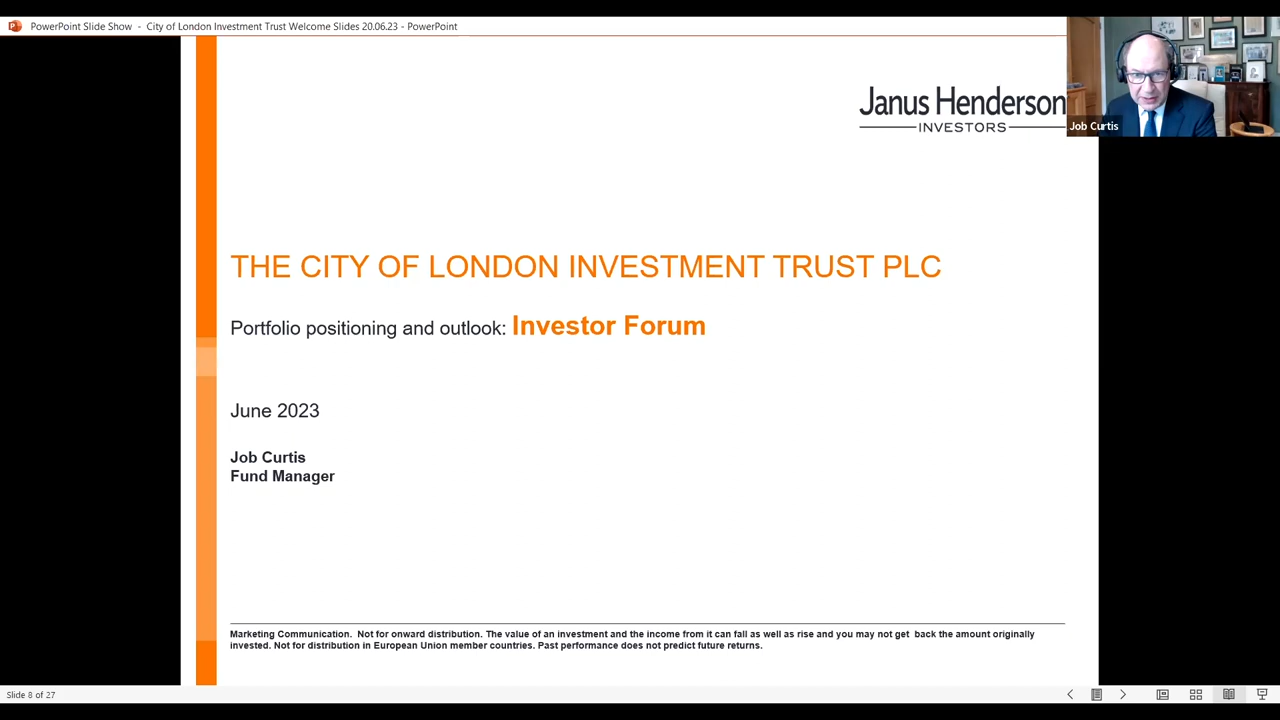 PowerPoint Slide Show - City of London Investment Trust Welcome Slides 20.06.23 - PowerPoint
Janus Henderson
INVESTORS
Job Curtis
THE CITY OF LONDON INVESTMENT TRUST PLC
Portfolio positioning and outlook: Investor Forum
June 2023
Job Curtis
Fund Manager
Marketing Communication. Not for onward distribution. The value of an investment and the income from it can fall as well as rise and you may not get back the amount originally
invested. Not for distribution in European Union member countries. Past performance does not predict future returns.
Slide 8 of 27